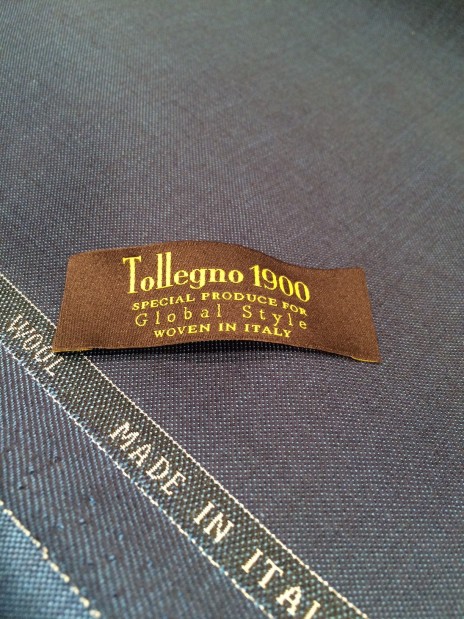 Tollegno 1900
SPECIAL PRODUCE FOR
Global Style
WOVEN IN ITALY
WOOL MADE IN ITAL